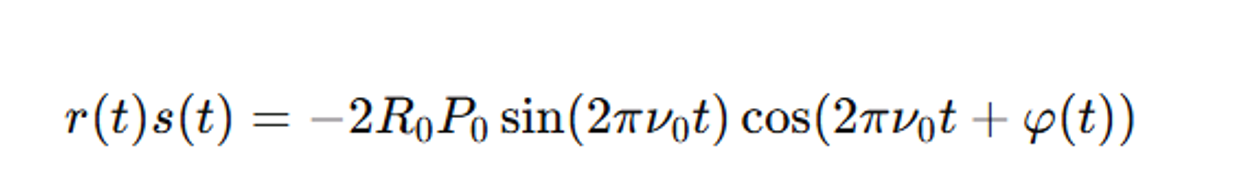 r(t)s(t) = −2R₀P₀ sin(2πν₀t) cos(2πν₀t + φ(t))